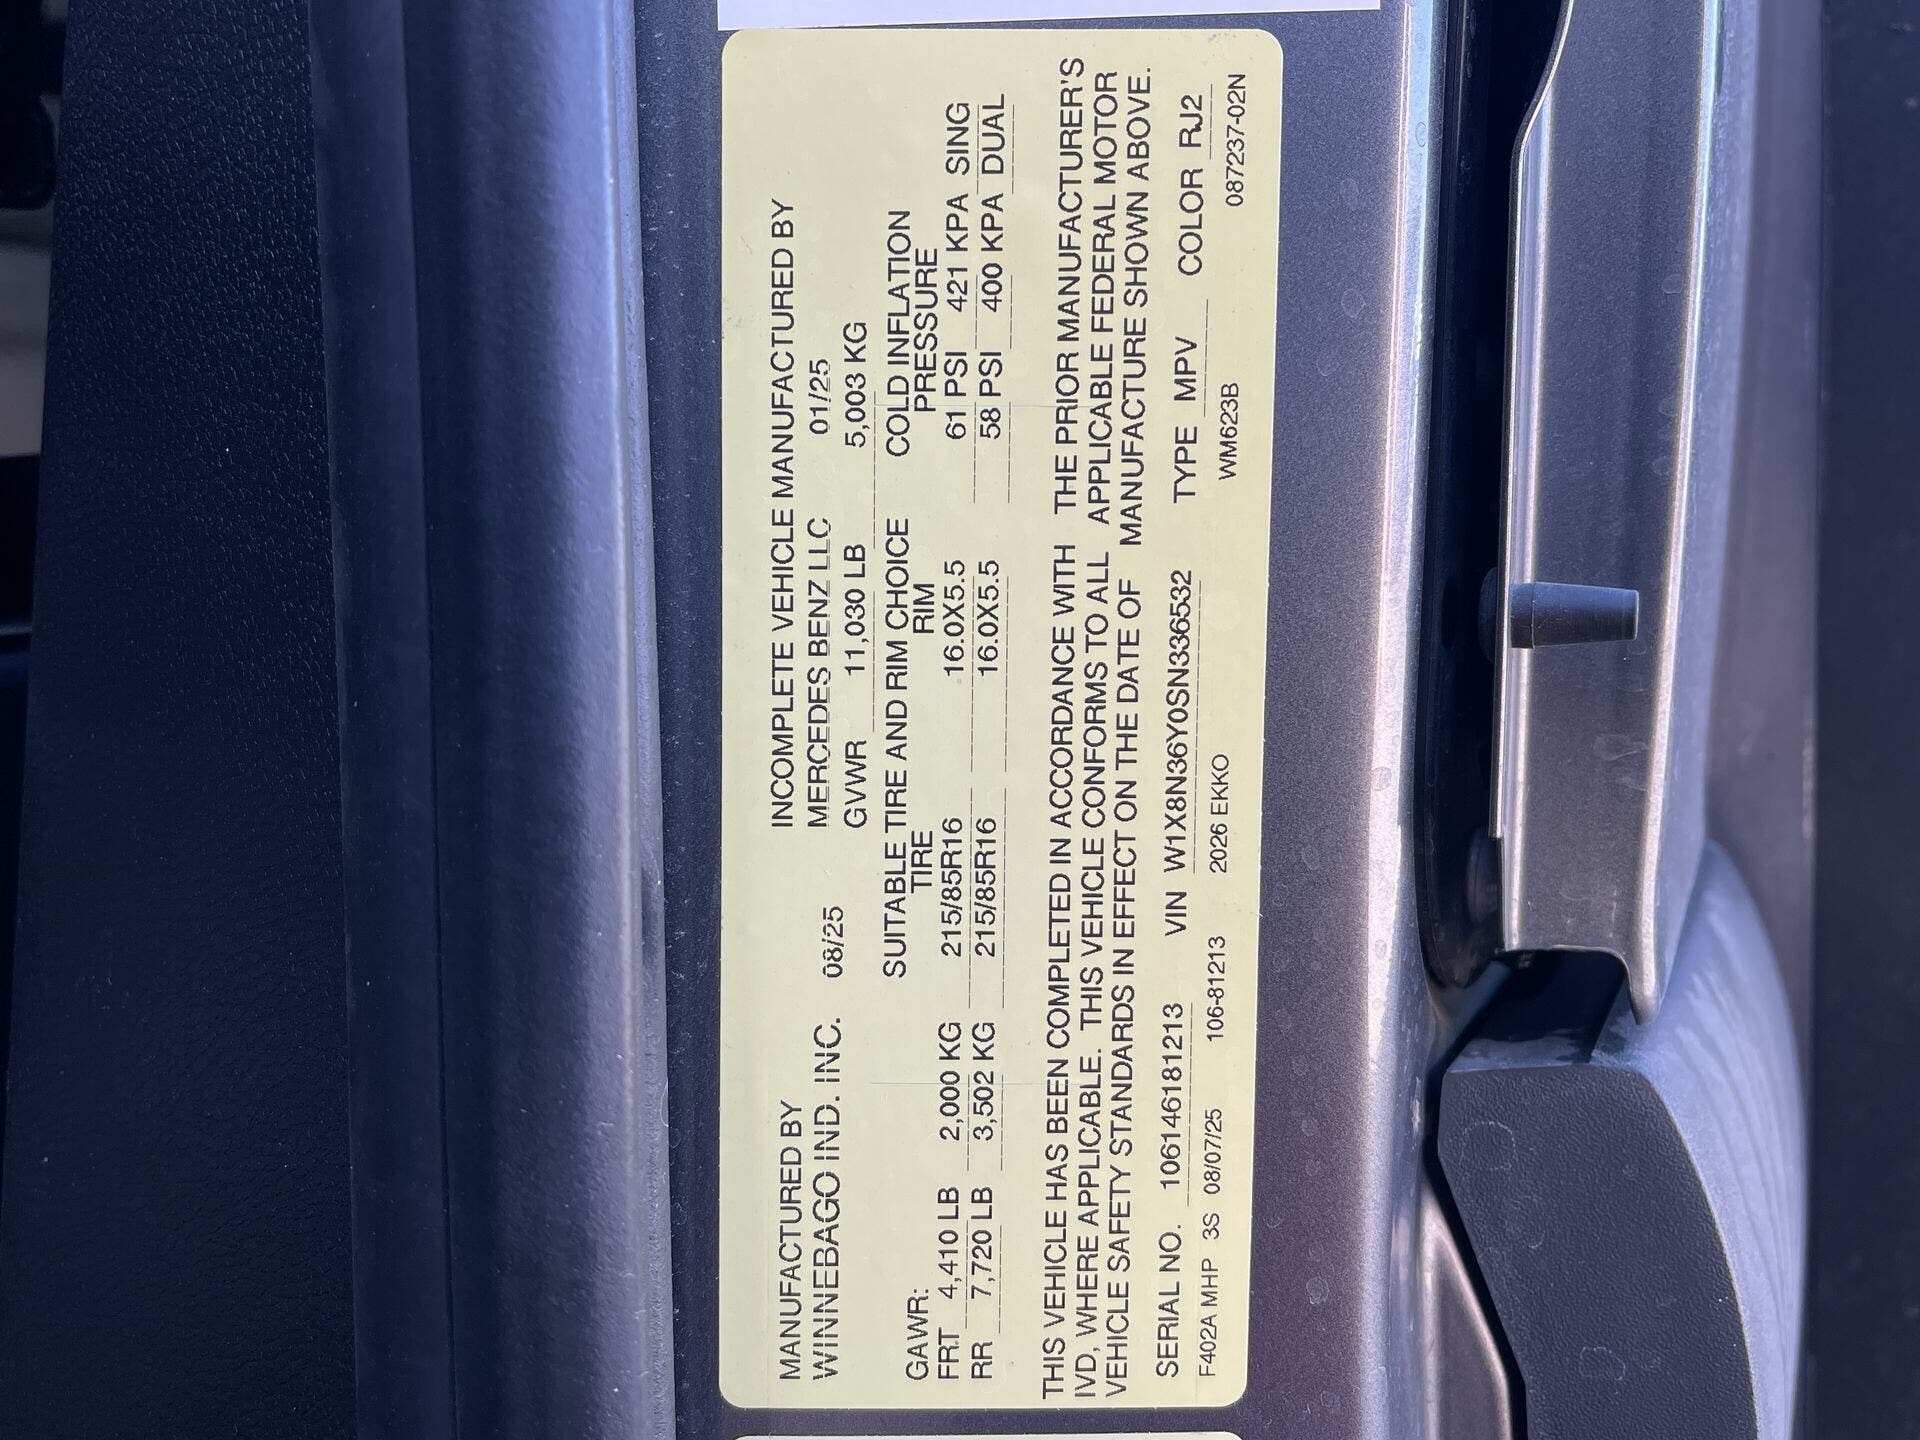 MANUFACTURED BY INCOMPLETE VEHICLE MANUFACTURED BY
WINNEBAGO IND. INC. 08/25 MERCEDES BENZ LLC 01/25
GVWR 11,030 LB 5,003 KG
SUITABLE TIRE AND RIM CHOICE COLD INFLATION
GAWR: TIRE RIM PRESSURE
FRT 4,410 LB 2,000 KG 215/85R16 16.0X5.5 61 PSI 421 KPA SING
RR 7,720 LB 3,502 KG 215/85R16 16.0X5.5 58 PSI 400 KPA DUAL
THIS VEHICLE HAS BEEN COMPLETED IN ACCORDANCE WITH THE PRIOR MANUFACTURER'S
IVD, WHERE APPLICABLE. THIS VEHICLE CONFORMS TO ALL APPLICABLE FEDERAL MOTOR
VEHICLE SAFETY STANDARDS IN EFFECT ON THE DATE OF MANUFACTURE SHOWN ABOVE.
SERIAL NO. 10614618​1213 VIN W1X8N36Y0SN336532 TYPE MPV COLOR RJ2
F402A MHP 3S 08/07/25 106-81213 2026 EKKO WM623B 087237-02N